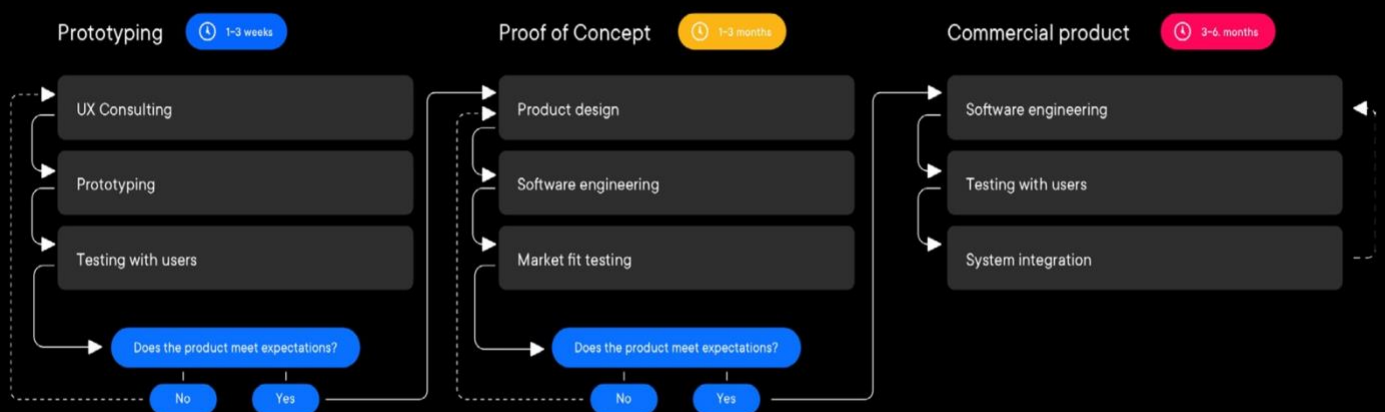 Prototyping
1-3 weeks
UX Consulting
Prototyping
Testing with users
Does the product meet expectations?
No
Yes
Proof of Concept
1-3 months
Product design
Software engineering
Market fit testing
Does the product meet expectations?
No
Yes
Commercial product
3-6. months
Software engineering
Testing with users
System integration